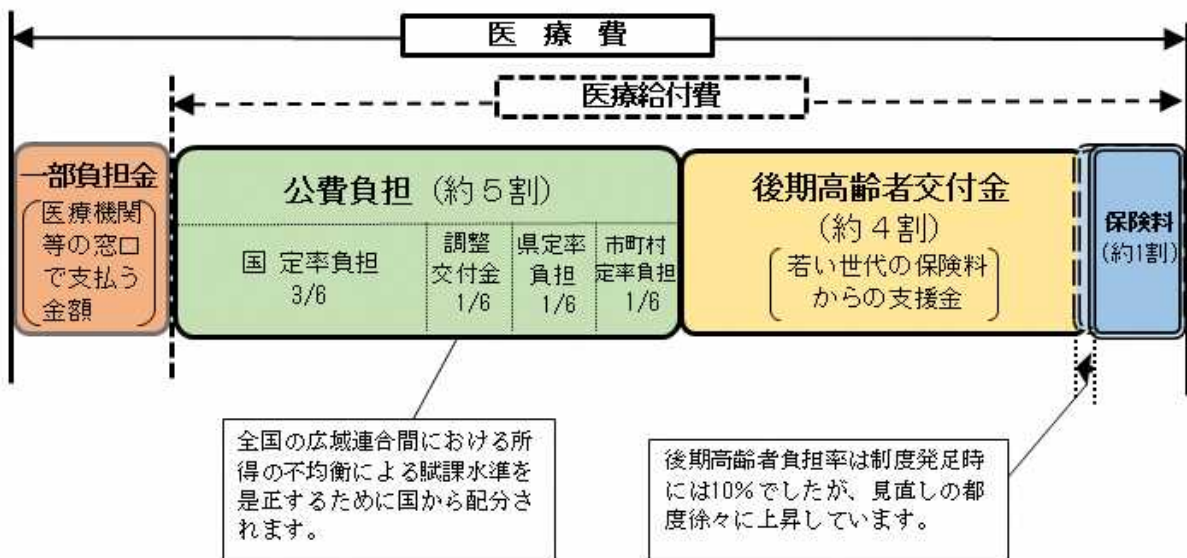 医療費
医療給付費
一部負担金
医療機関
等の窓口
で支払う
金額
公費負担（約５割）
国 定率負担
3/6
調整
交付金
1/6
県定率
負担
1/6
市町村
定率負担
1/6
後期高齢者交付金
（約４割）
若い世代の保険料
からの支援金
保険料
（約1割）
全国の広域連合間における所
得の不均衡による賦課水準を
是正するために国から配分さ
れます。
後期高齢者負担率は制度発足時
には10％でしたが、見直しの都
度徐々に上昇しています。